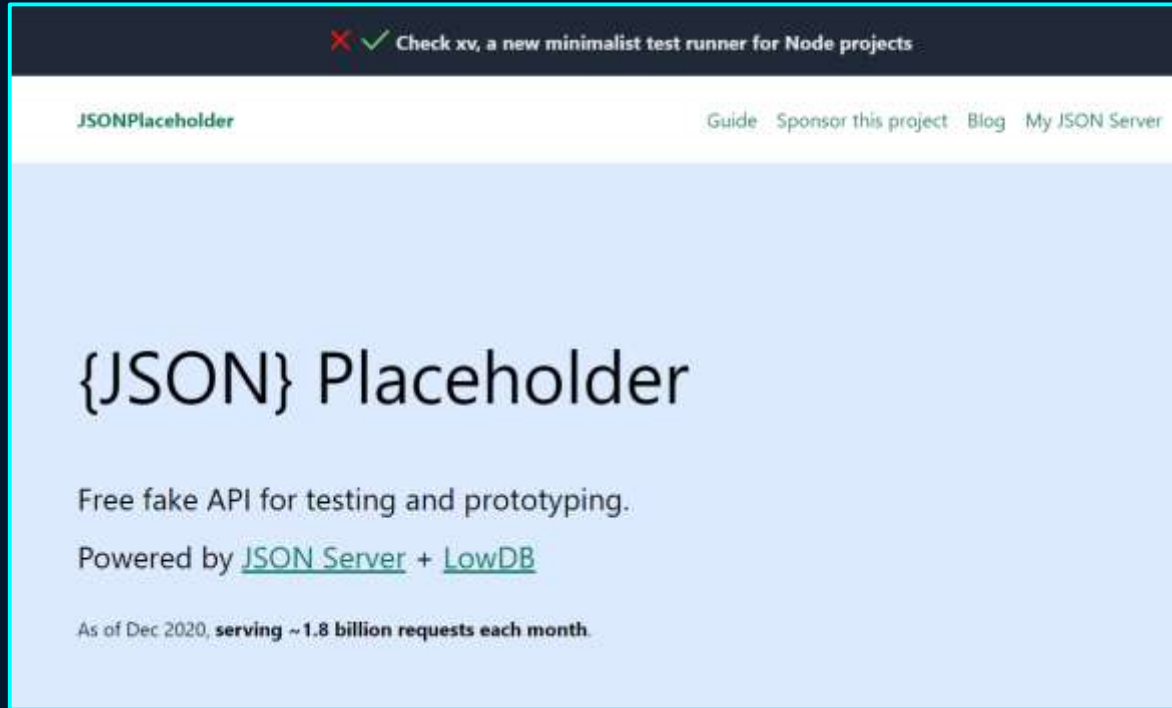 ❌ ✓ Check xv, a new minimalist test runner for Node projects
JSONPlaceholder Guide Sponsor this project Blog My JSON Server
{JSON} Placeholder
Free fake API for testing and prototyping.
Powered by JSON Server + LowDB
As of Dec 2020, serving ~1.8 billion requests each month.